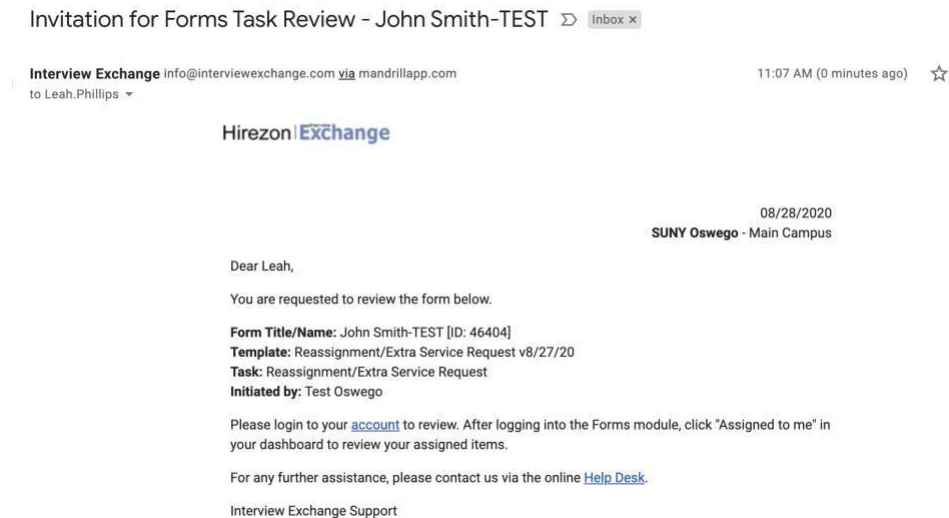 Invitation for Forms Task Review - John Smith-TEST Inbox ×
Interview Exchange info@interviewexchange.com via mandrillapp.com 11:07 AM (0 minutes ago)
to Leah.Phillips
Hirezon Exchange
08/28/2020
SUNY Oswego - Main Campus
Dear Leah,
You are requested to review the form below.
Form Title/Name: John Smith-TEST [ID: 46404]
Template: Reassignment/Extra Service Request v8/27/20
Task: Reassignment/Extra Service Request
Initiated by: Test Oswego
Please login to your account to review. After logging into the Forms module, click "Assigned to me" in
your dashboard to review your assigned items.
For any further assistance, please contact us via the online Help Desk.
Interview Exchange Support